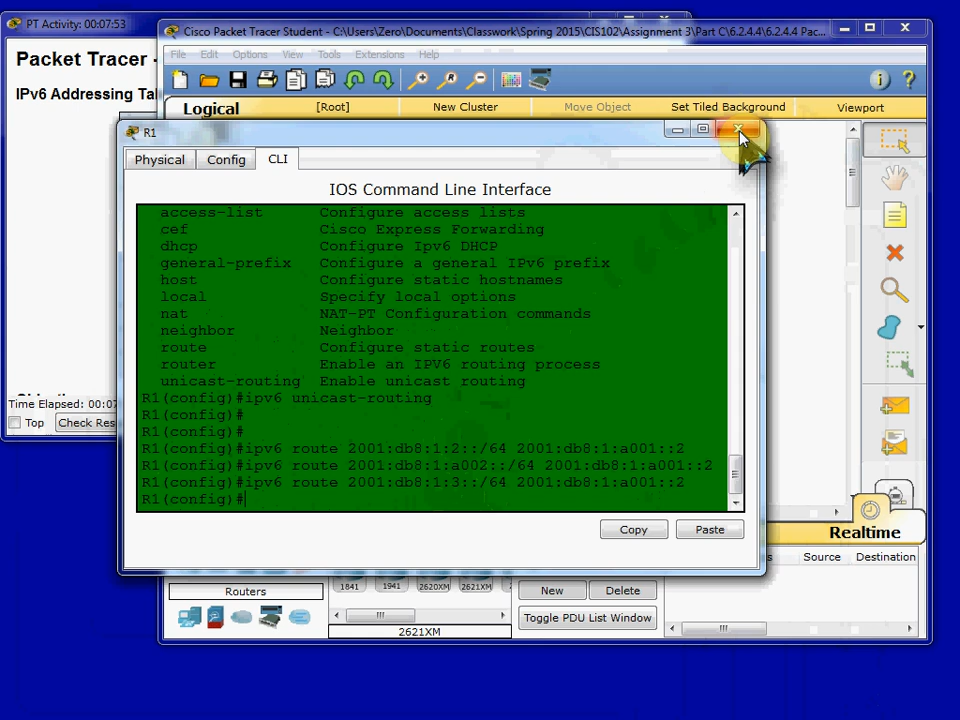 PT Activity: 00:07:53
Cisco Packet Tracer Student - C:\Users\Zero\Documents\Classwork\Spring 2015\CIS102\Assignment 3\Part C\6.2.4.4\6.2.4.4 Pac...
Packet Tracer -
IPv6 Addressing Ta
File Edit Options View Tools Extensions Help
Logical [Root] New Cluster Move Object Set Tiled Background Viewport
R1
Physical Config CLI
IOS Command Line Interface
access-list Configure access lists
cef Cisco Express Forwarding
dhcp Configure Ipv6 DHCP
general-prefix Configure a general IPv6 prefix
host Configure static hostnames
local Specify local options
nat NAT-PT Configuration commands
neighbor Neighbor
route Configure static routes
router Enable an IPV6 routing process
unicast-routing Enable unicast routing
R1(config)#ipv6 unicast-routing
R1(config)#
R1(config)#
R1(config)#ipv6 route 2001:db8:1:2::/64 2001:db8:1:a001::2
R1(config)#ipv6 route 2001:db8:1:a002::/64 2001:db8:1:a001::2
R1(config)#ipv6 route 2001:db8:1:3::/64 2001:db8:1:a001::2
R1(config)#
Copy Paste
Time Elapsed: 00:07
Top Check Res
Realtime
Source Destination
Routers
1841 1941 2620XM 2621XM
2621XM
New Delete
Toggle PDU List Window